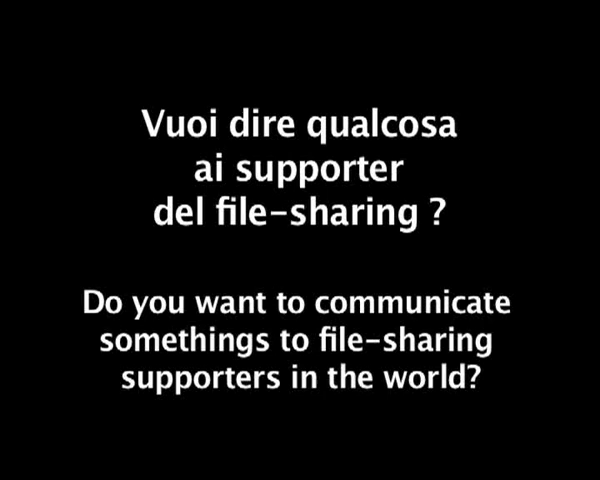 Vuoi dire qualcosa
ai supporter
del file-sharing ?
Do you want to communicate
somethings to file-sharing
supporters in the world?